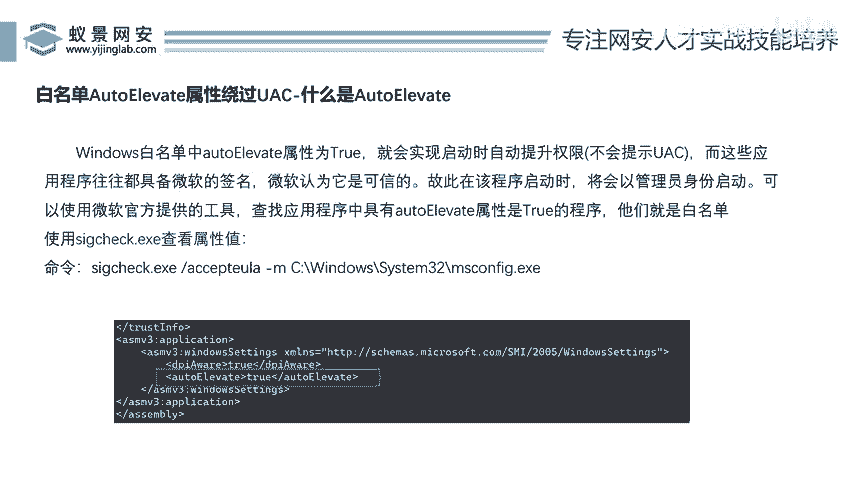 蚁景网安
www.yijinglab.com
专注网安人才实战技能培养
白名单AutoElevate属性绕过UAC-什么是AutoElevate
Windows白名单中autoElevate属性为True，就会实现启动时自动提升权限(不会提示UAC)，而这些应
用程序往往都具备微软的签名，微软认为它是可信的。故此在该程序启动时，将会以管理员身份启动。可
以使用微软官方提供的工具，查找应用程序中具有autoElevate属性是True的程序，他们就是白名单
使用sigcheck.exe查看属性值：
命令：sigcheck.exe /accepteula -m C:\Windows\System32\msconfig.exe
</trustInfo>
<asmv3:application>
<asmv3:windowsSettings xmlns="http://schemas.microsoft.com/SMI/2005/WindowsSettings">
<dpiAware>true</dpiAware>
<autoElevate>true</autoElevate>
</asmv3:windowsSettings>
</asmv3:application>
</assembly>